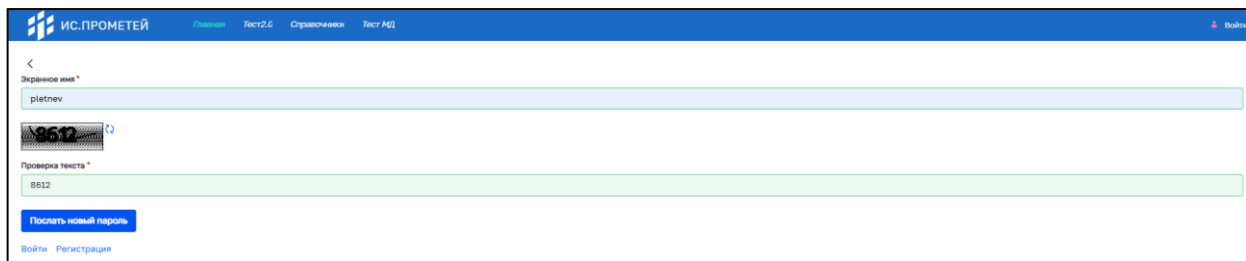 ИС.ПРОМЕТЕЙ Главная Тест2.0 Справочники Тест МД Войти
Экранное имя *
pletnev
8612
Проверка текста *
8612
Послать новый пароль
Войти Регистрация